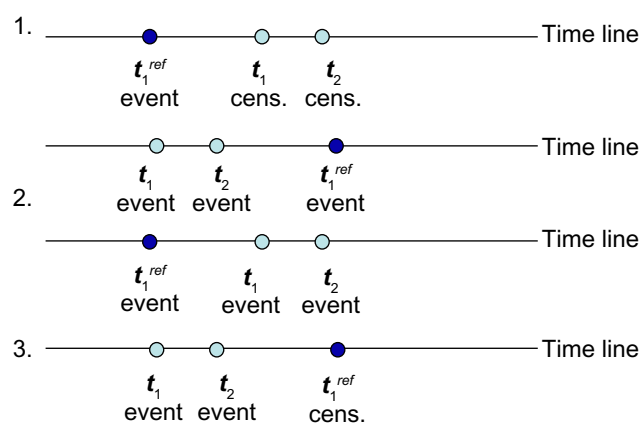 1. Time line
t₁ʳᵉᶠ t₁ t₂
event cens. cens.
Time line
t₁ t₂ t₁ʳᵉᶠ
event event event
2.
Time line
t₁ʳᵉᶠ t₁ t₂
event event event
3. Time line
t₁ t₂ t₁ʳᵉᶠ
event event cens.